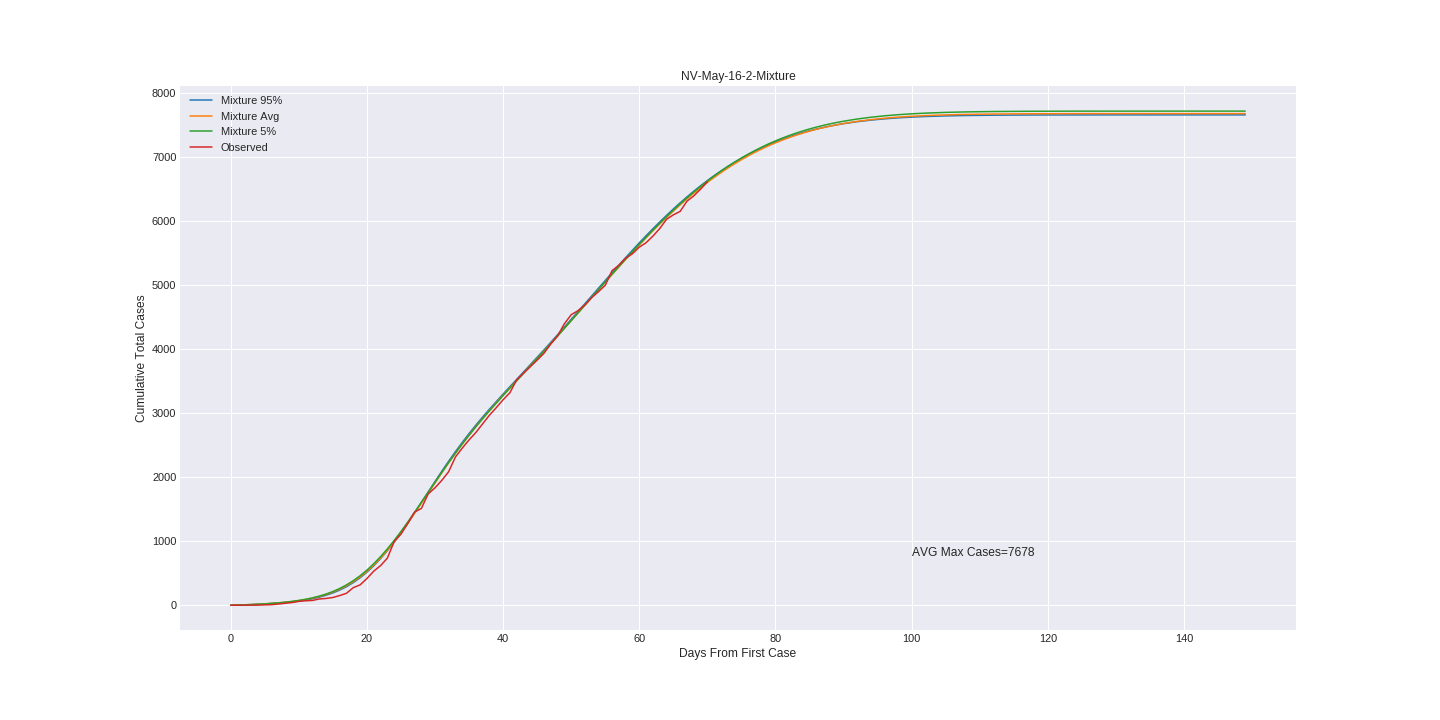 NV-May-16-2-Mixture
Mixture 95%
Mixture Avg
Mixture 5%
Observed
8000
7000
6000
5000
4000
3000
2000
1000
0
Cumulative Total Cases
AVG Max Cases=7678
0 20 40 60 80 100 120 140
Days From First Case